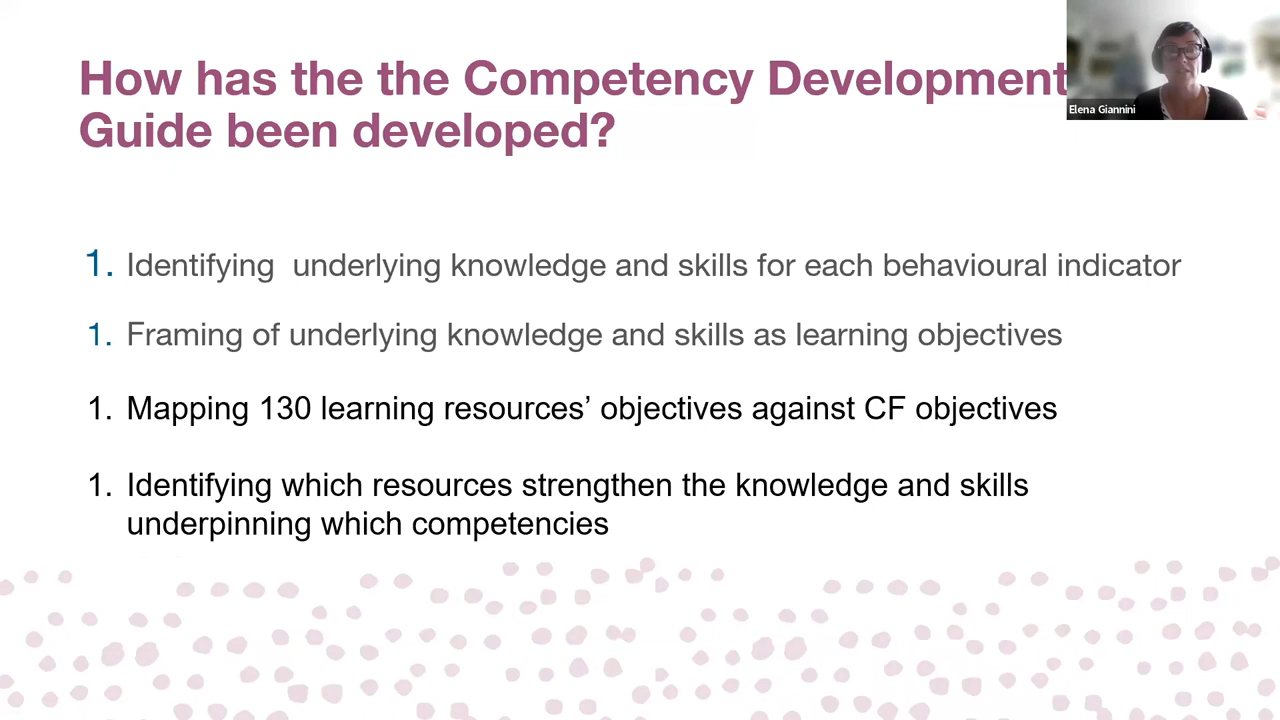 How has the the Competency Development
Guide been developed?
Elena Giannini
1. Identifying  underlying knowledge and skills for each behavioural indicator
1. Framing of underlying knowledge and skills as learning objectives
1. Mapping 130 learning resources’ objectives against CF objectives
1. Identifying which resources strengthen the knowledge and skills
underpinning which competencies